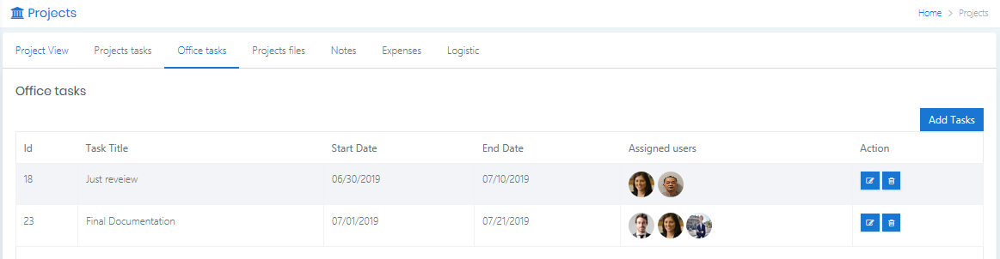 Projects
Home > Projects
Project View Projects tasks Office tasks Projects files Notes Expenses Logistic
Office tasks
Add Tasks
Id Task Title Start Date End Date Assigned users Action
18 Just reveiew 06/30/2019 07/10/2019
23 Final Documentation 07/01/2019 07/21/2019